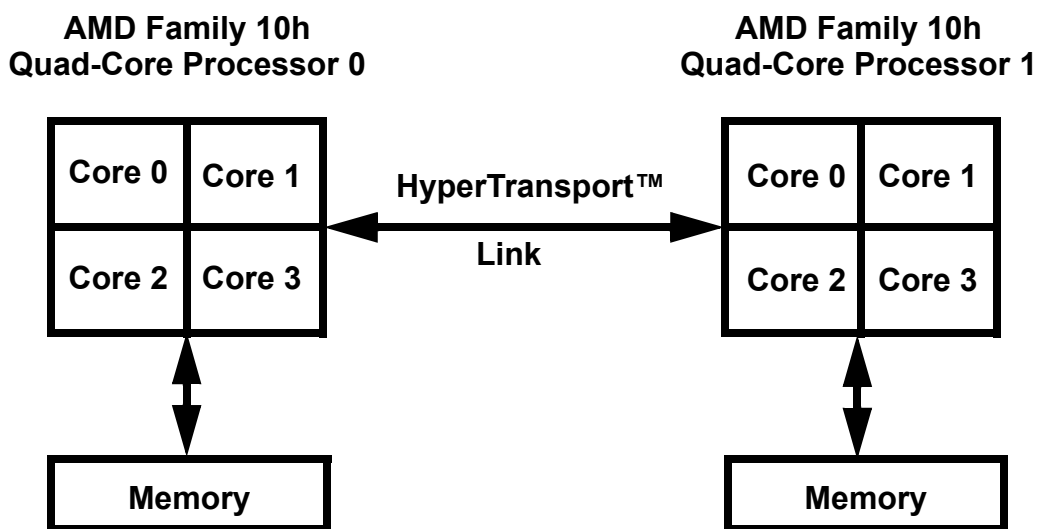 AMD Family 10h
Quad-Core Processor 0
AMD Family 10h
Quad-Core Processor 1
Core 0
Core 1
Core 2
Core 3
HyperTransport™
Link
Core 0
Core 1
Core 2
Core 3
Memory
Memory